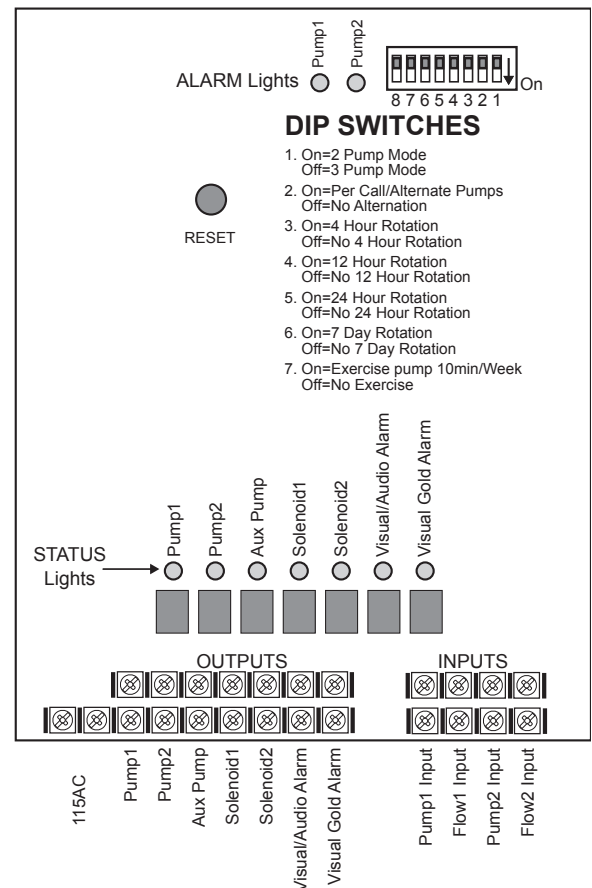 Pump1
Pump2
ALARM Lights
On
8 7 6 5 4 3 2 1
DIP SWITCHES
1. On=2 Pump Mode
Off=3 Pump Mode
2. On=Per Call/Alternate Pumps
Off=No Alternation
3. On=4 Hour Rotation
Off=No 4 Hour Rotation
4. On=12 Hour Rotation
Off=No 12 Hour Rotation
5. On=24 Hour Rotation
Off=No 24 Hour Rotation
6. On=7 Day Rotation
Off=No 7 Day Rotation
7. On=Exercise pump 10min/Week
Off=No Exercise
RESET
STATUS
Lights
Pump1
Pump2
Aux Pump
Solenoid1
Solenoid2
Visual/Audio Alarm
Visual Gold Alarm
OUTPUTS
INPUTS
115AC
Pump1
Pump2
Aux Pump
Solenoid1
Solenoid2
Visual/Audio Alarm
Visual Gold Alarm
Pump1 Input
Flow1 Input
Pump2 Input
Flow2 Input